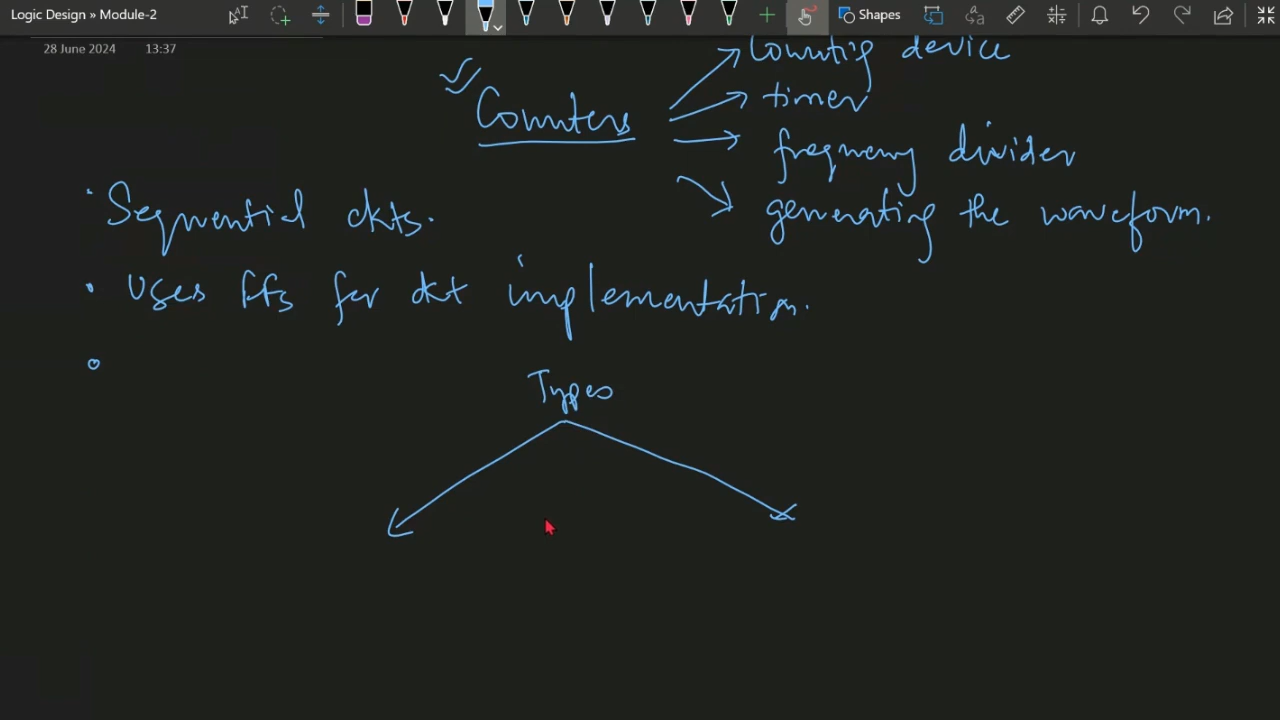 Logic Design » Module-2
Shapes
28 June 2024 13:37
Counting device
Counters
timer
frequency divider
generating the waveform.
Sequential ckts.
Uses ffs for ckt implementation.
Types